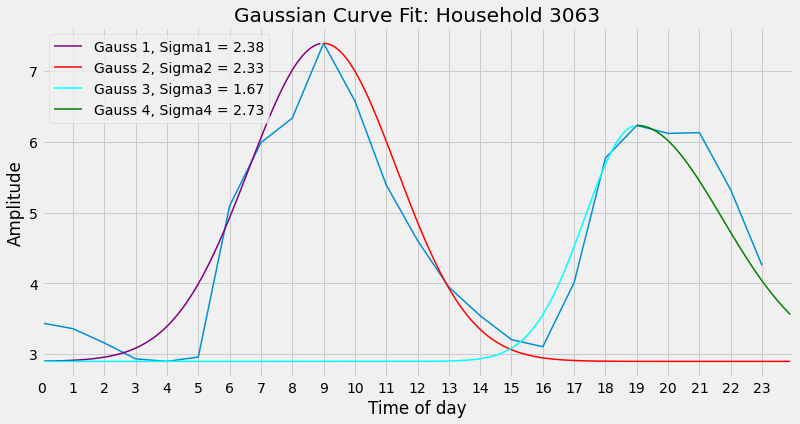 Gaussian Curve Fit: Household 3063
Gauss 1, Sigma1 = 2.38
Gauss 2, Sigma2 = 2.33
Gauss 3, Sigma3 = 1.67
Gauss 4, Sigma4 = 2.73
Amplitude
7
6
5
4
3
0 1 2 3 4 5 6 7 8 9 10 11 12 13 14 15 16 17 18 19 20 21 22 23
Time of day